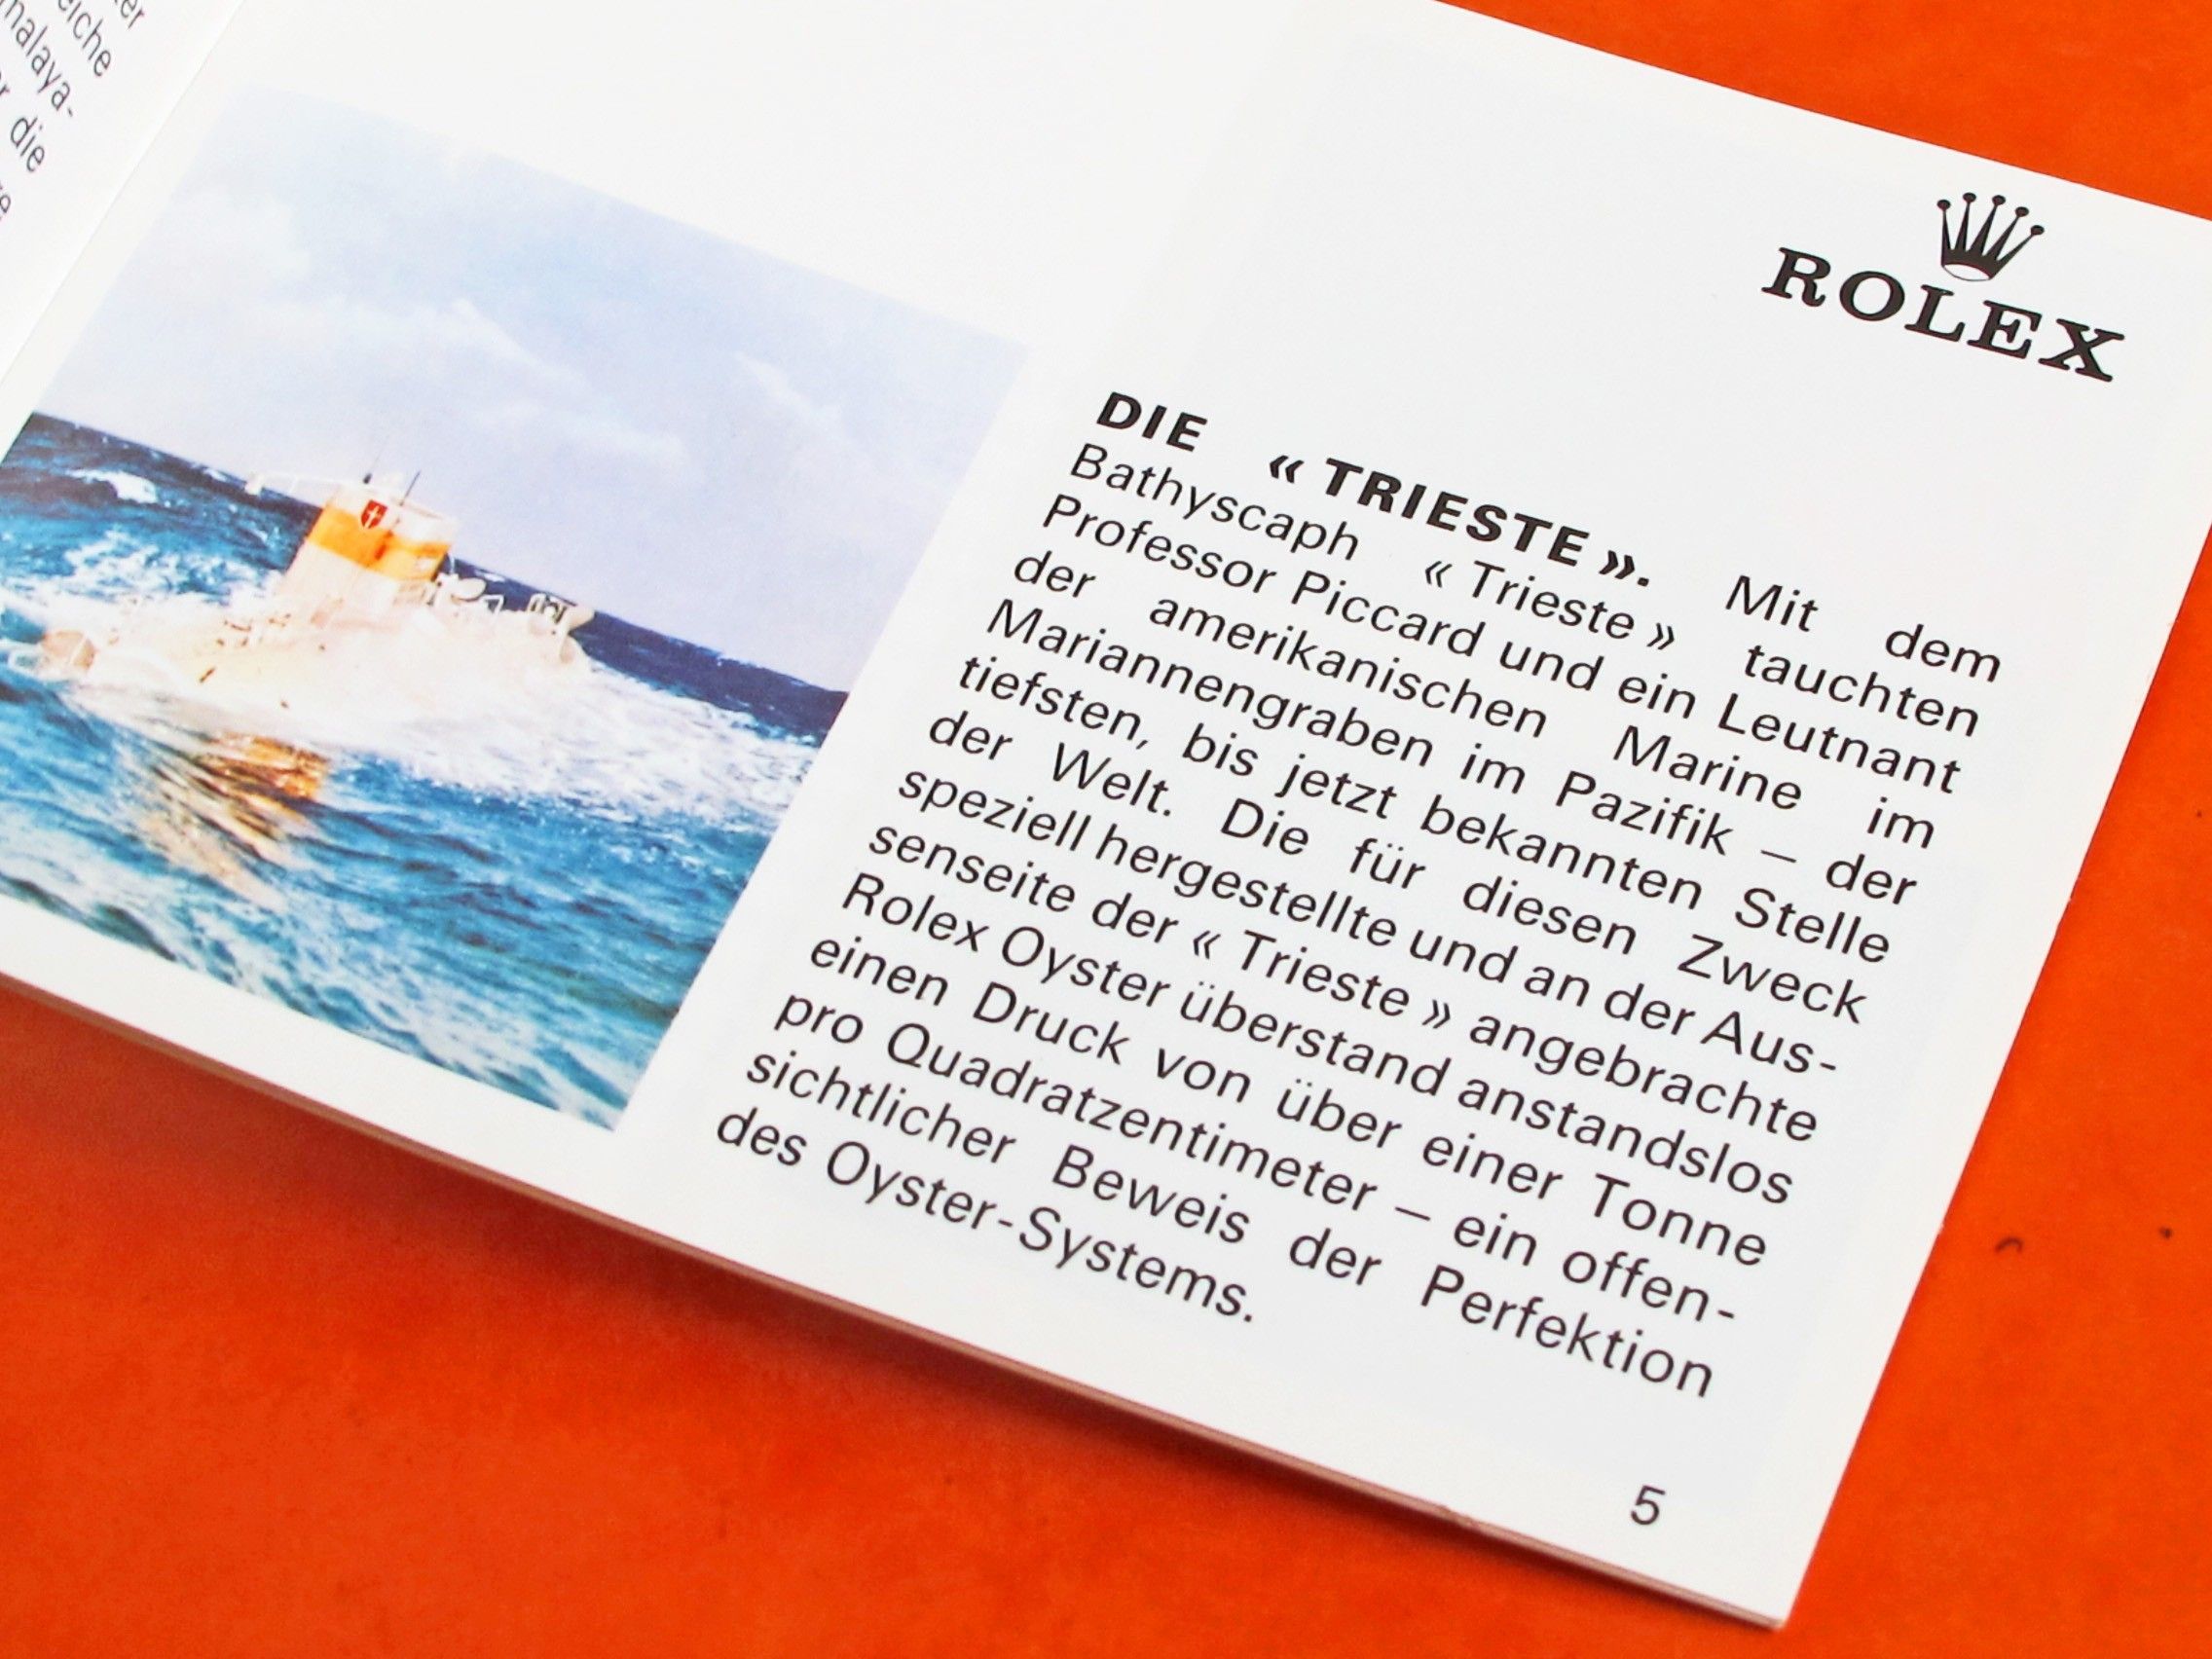 malaya-
die
ROLEX
DIE « TRIESTE ». Mit dem
Bathyscaph « Trieste » tauchten
Professor Piccard und ein Leutnant
der amerikanischen Marine im
Mariannengraben im Pazifik – der
tiefsten, bis jetzt bekannten Stelle
der Welt. Die für diesen Zweck
speziell hergestellte und an der Aus-
senseite der « Trieste » angebrachte
Rolex Oyster überstand anstandslos
einen Druck von über einer Tonne
pro Quadratzentimeter – ein offen-
sichtlicher Beweis der Perfektion
des Oyster-Systems.
5